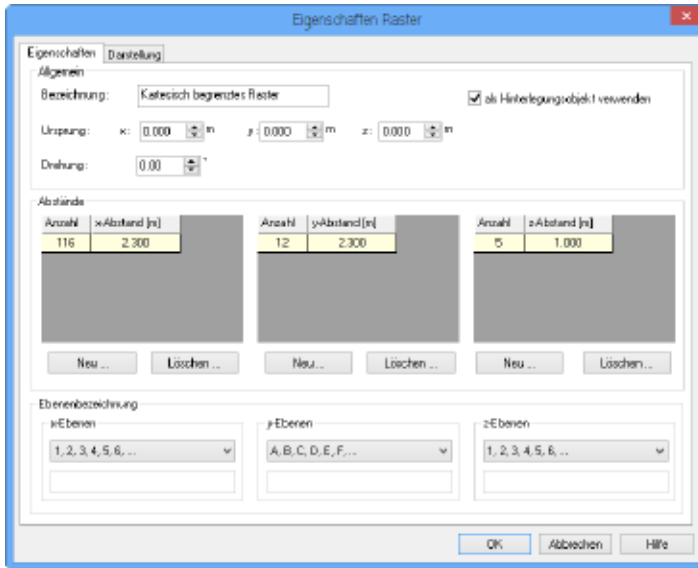 Eigenschaften Raster
Eigenschaften Darstellung
Allgemein
Bezeichnung: Kartesisch begrenztes Raster als Hinterlegungsobjekt verwenden
Ursprung: x: 0.000 m y: 0.000 m z: 0.000 m
Drehung: 0.00 °
Abstände
Anzahl x-Abstand [m] Anzahl y-Abstand [m] Anzahl z-Abstand [m]
116 2.300 12 2.300 5 1.000
Neu ... Löschen ... Neu ... Löschen ... Neu ... Löschen ...
Ebenenbezeichnung
x-Ebenen y-Ebenen z-Ebenen
1, 2, 3, 4, 5, 6, ... A, B, C, D, E, F, ... 1, 2, 3, 4, 5, 6, ...
OK Abbrechen Hilfe